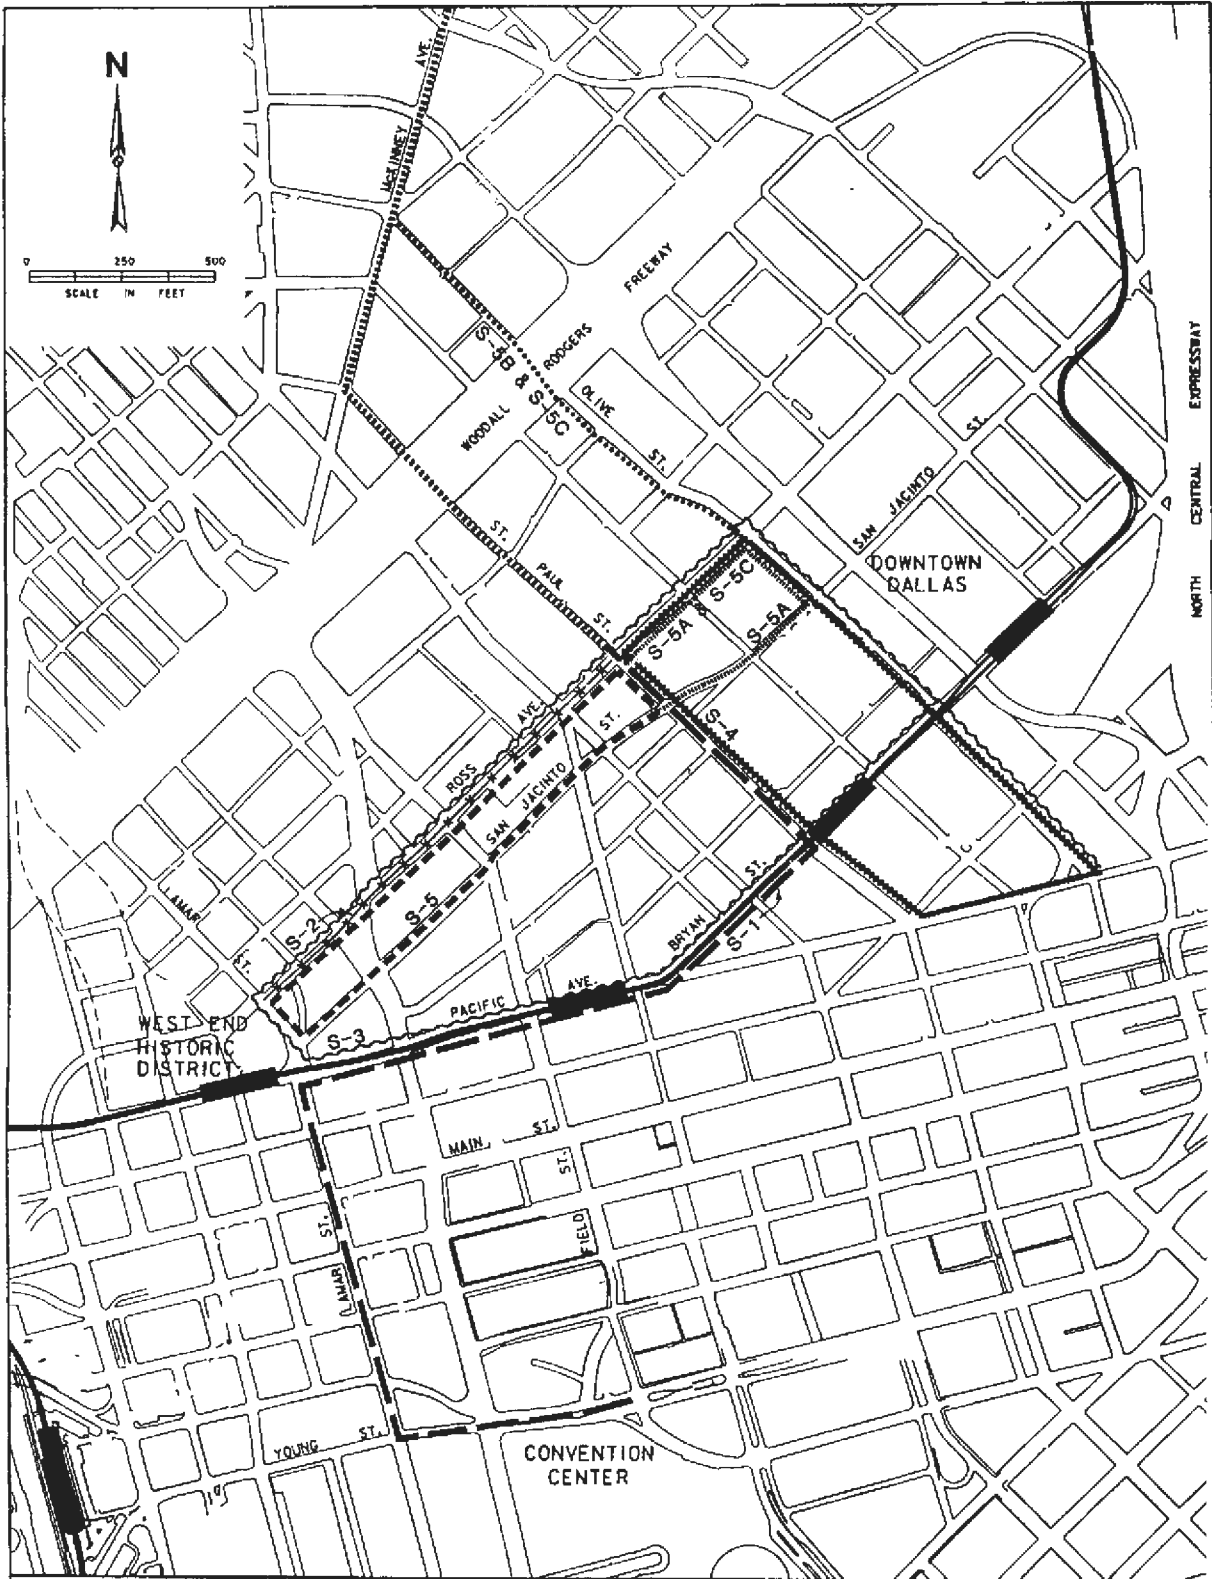 N
0 250 500
SCALE IN FEET
MCKINNEY AVE.
FREEWAY
RODGERS
WOODALL
S-5B & S-5C
OLIVE ST.
NORTH CENTRAL EXPRESSWAY
SAN JACINTO ST.
DOWNTOWN
DALLAS
ST. PAUL ST.
S-5A & S-5C
S-5A
S-4
ROSS AVE.
SAN JACINTO ST.
LAMAR ST.
S-2
S-5
BRYAN ST.
S-1
PACIFIC AVE.
S-3
WEST END
HISTORIC
DISTRICT
MAIN ST.
FIELD ST.
LAMAR ST.
YOUNG ST.
CONVENTION
CENTER